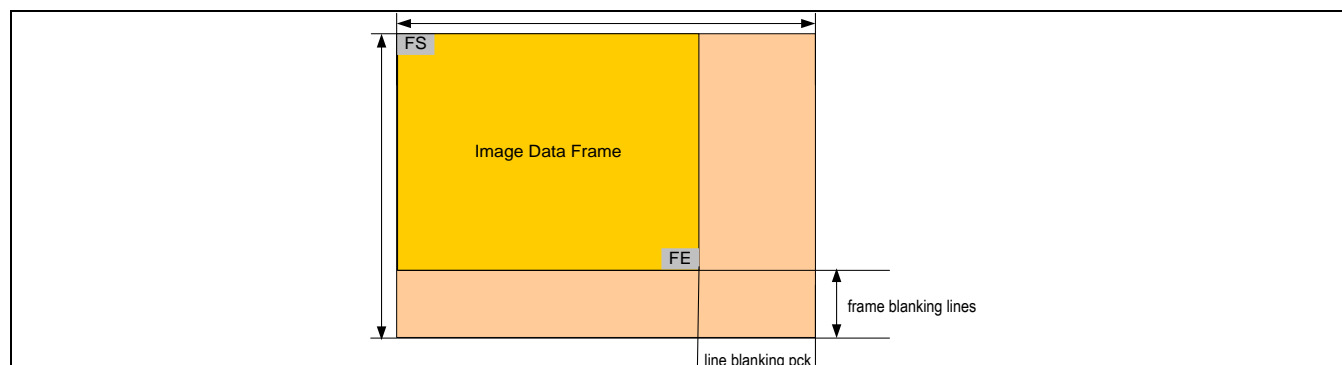 FS
Image Data Frame
FE
frame blanking lines
line blanking pck